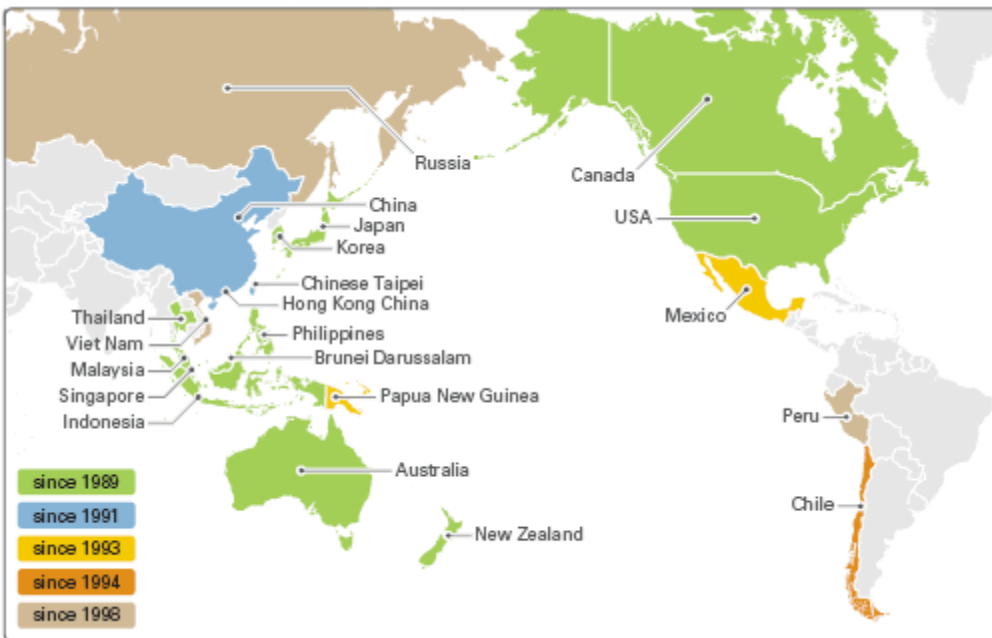 Russia
Canada
China
USA
Japan
Korea
Chinese Taipei
Hong Kong China
Mexico
Thailand
Philippines
Viet Nam
Brunei Darussalam
Malaysia
Singapore
Papua New Guinea
Indonesia
Peru
Australia
since 1989
Chile
since 1991
New Zealand
since 1993
since 1994
since 1998